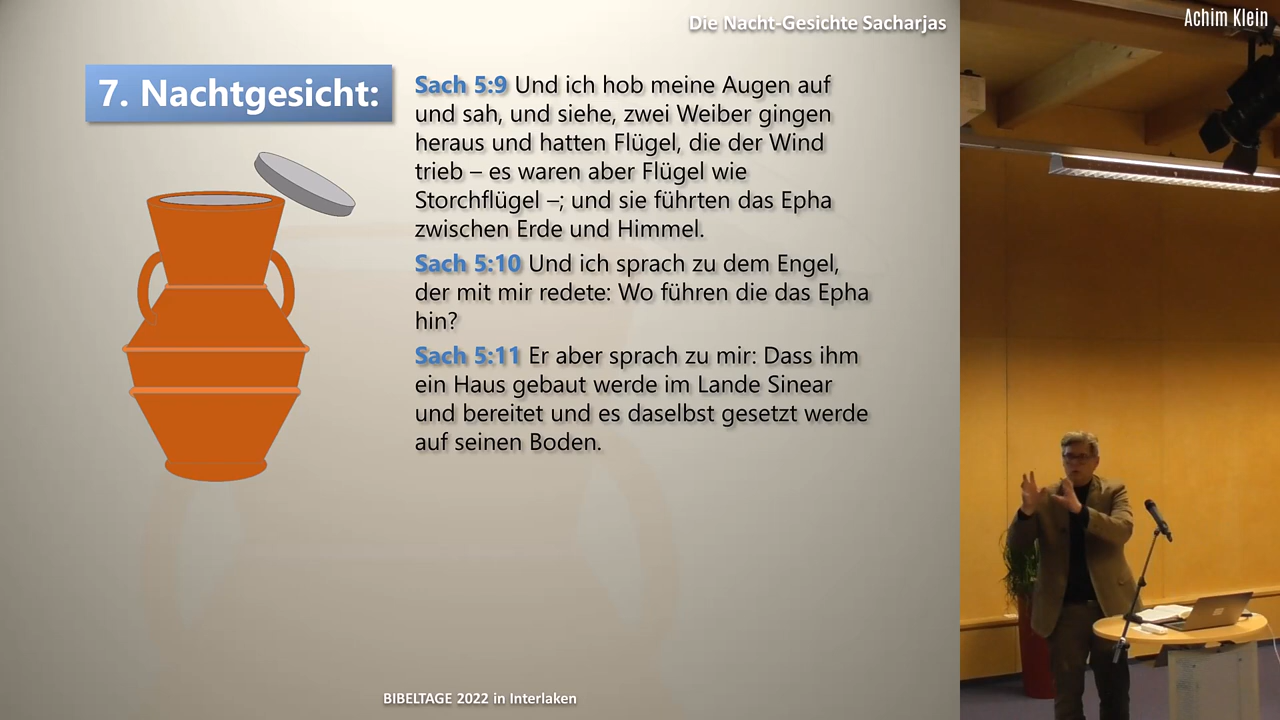 Die Nacht-Gesichte Sacharjas
Achim Klein
7. Nachtgesicht:
Sach 5:9 Und ich hob meine Augen auf
und sah, und siehe, zwei Weiber gingen
heraus und hatten Flügel, die der Wind
trieb – es waren aber Flügel wie
Storchflügel –; und sie führten das Epha
zwischen Erde und Himmel.
Sach 5:10 Und ich sprach zu dem Engel,
der mit mir redete: Wo führen die das Epha
hin?
Sach 5:11 Er aber sprach zu mir: Dass ihm
ein Haus gebaut werde im Lande Sinear
und bereitet und es daselbst gesetzt werde
auf seinen Boden.
BIBELTAGE 2022 in Interlaken